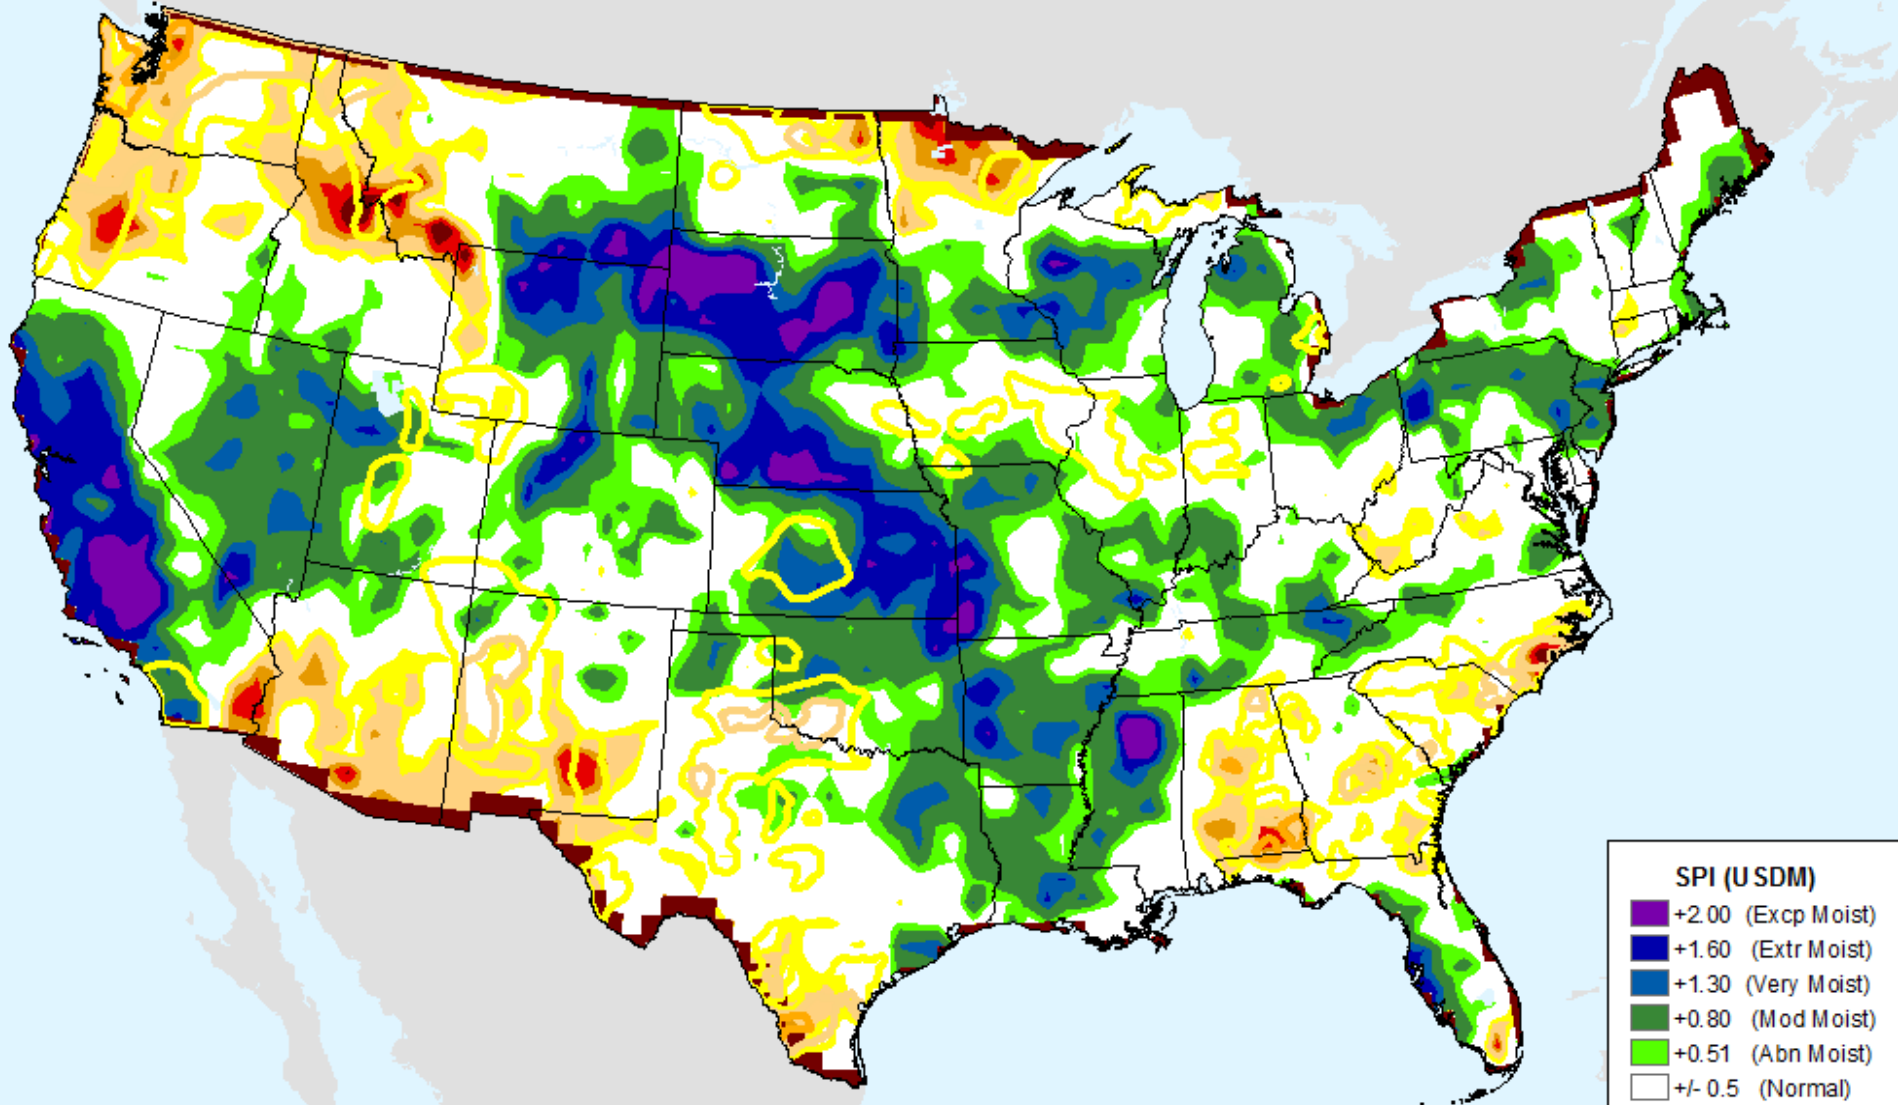 SPI (USDM)
+2.00 (Excp Moist)
+1.60 (Extr Moist)
+1.30 (Very Moist)
+0.80 (Mod Moist)
+0.51 (Abn Moist)
+/- 0.5 (Normal)